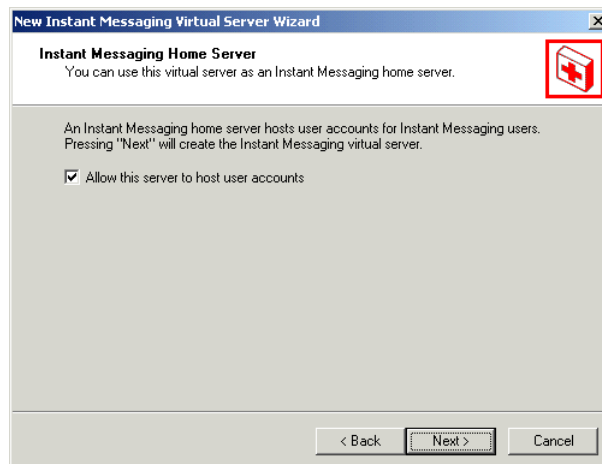 New Instant Messaging Virtual Server Wizard
Instant Messaging Home Server
You can use this virtual server as an Instant Messaging home server.
An Instant Messaging home server hosts user accounts for Instant Messaging users.
Pressing "Next" will create the Instant Messaging virtual server.
Allow this server to host user accounts
< Back
Next >
Cancel